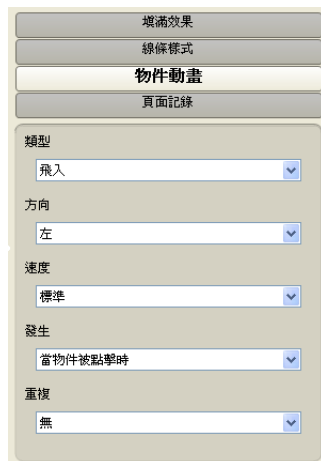 填滿效果
線條樣式
物件動畫
頁面記錄
類型
飛入
方向
左
速度
標準
發生
當物件被點擊時
重複
無